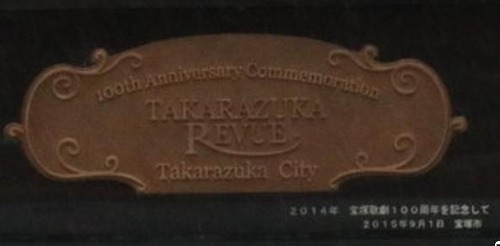 100th Anniversary Commemoration
TAKARAZUKA
REVUE
Takarazuka City
2014年 宝塚歌劇100周年を記念して
2015年9月1日 宝塚市